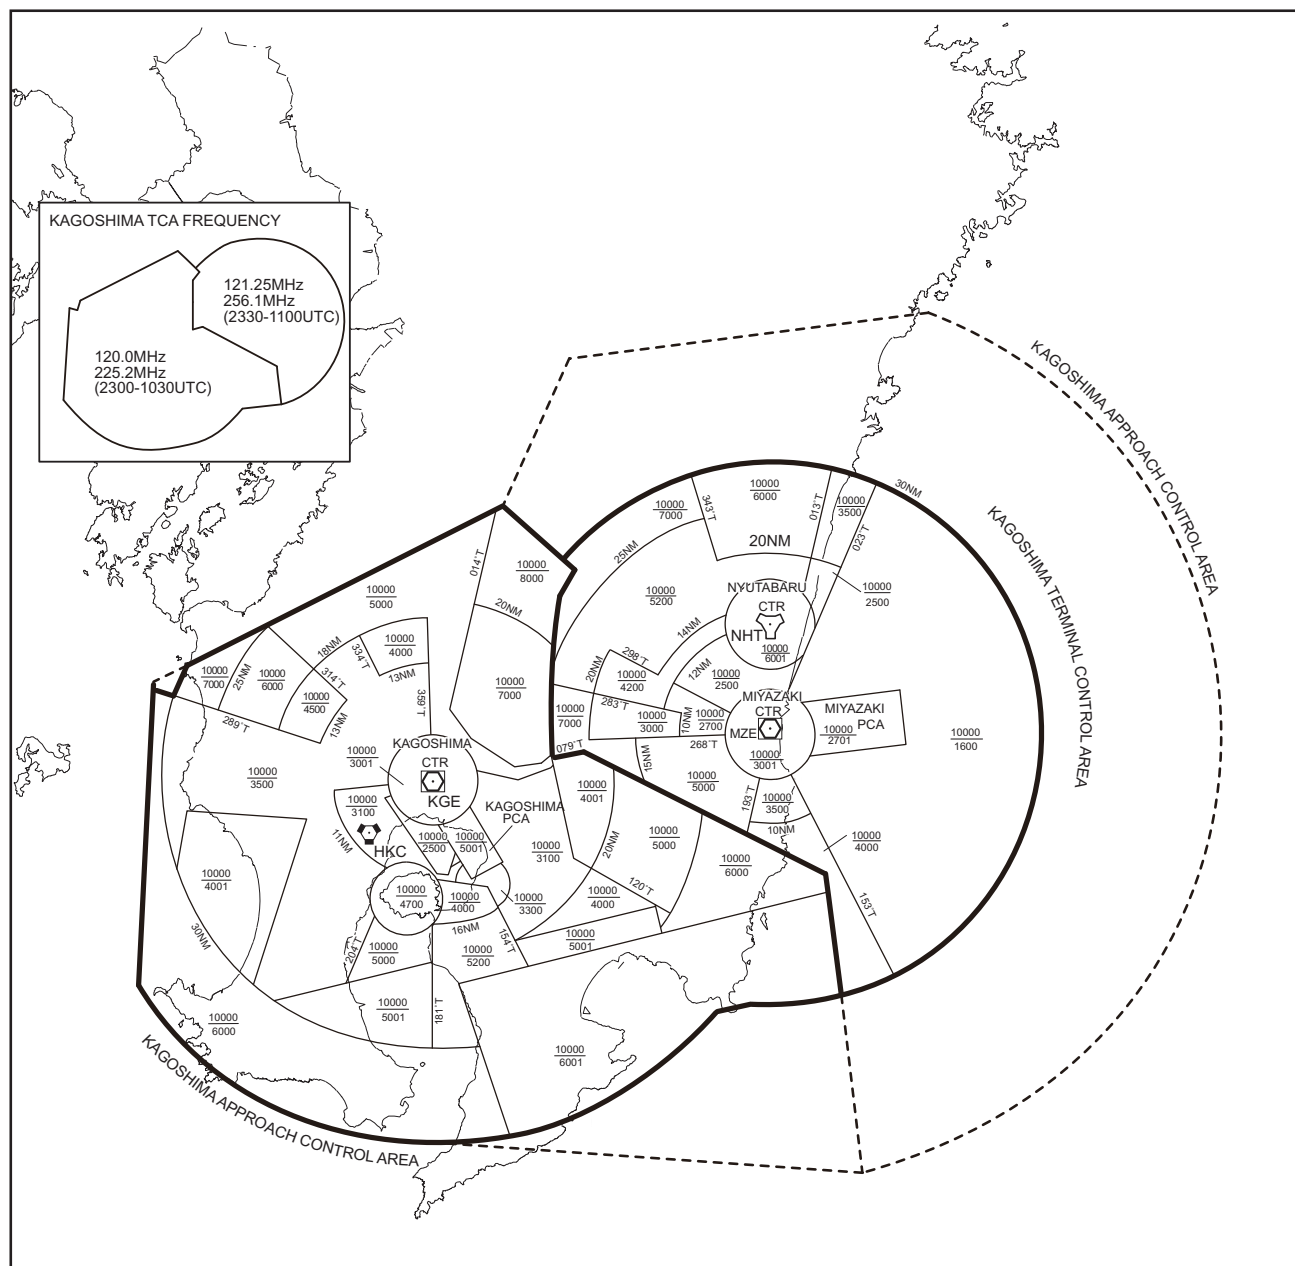 KAGOSHIMA TCA FREQUENCY
121.25MHz
256.1MHz
(2330-1100UTC)
120.0MHz
225.2MHz
(2300-1030UTC)
KAGOSHIMA APPROACH CONTROL AREA
KAGOSHIMA TERMINAL CONTROL AREA
30NM
10000
6000
10000
7000
343°T
013°T
10000
3500
023°T
25NM
20NM
10000
2500
014°T
10000
8000
20NM
10000
5000
10000
5200
NYUTABARU
CTR
NHT
10000
6001
14NM
298°T
12NM
20NM
10000
4200
10000
2500
18NM
334°T
10000
4000
13NM
314°T
10000
7000
25NM
10000
6000
10000
4500
13NM
289°T
359°T
10000
7000
10000
7000
283°T
10000
3000
10NM
10000
2700
268°T
079°T
MIYAZAKI
CTR
MZE
10000
3001
MIYAZAKI
PCA
10000
2701
10000
1600
15NM
10000
5000
193°T
10000
3500
10NM
10000
4000
153°T
KAGOSHIMA
CTR
KGE
10000
3001
10000
3500
10000
3100
11NM
HKC
KAGOSHIMA
PCA
10000
2500
10000
5001
10000
3100
10000
4001
20NM
10000
5000
10000
6000
120°T
10000
4001
10000
4700
10000
4000
10000
3300
10000
4000
16NM
154°T
10000
5001
30NM
204°T
10000
5000
10000
5200
10000
5001
181°T
10000
6000
10000
6001
KAGOSHIMA APPROACH CONTROL AREA